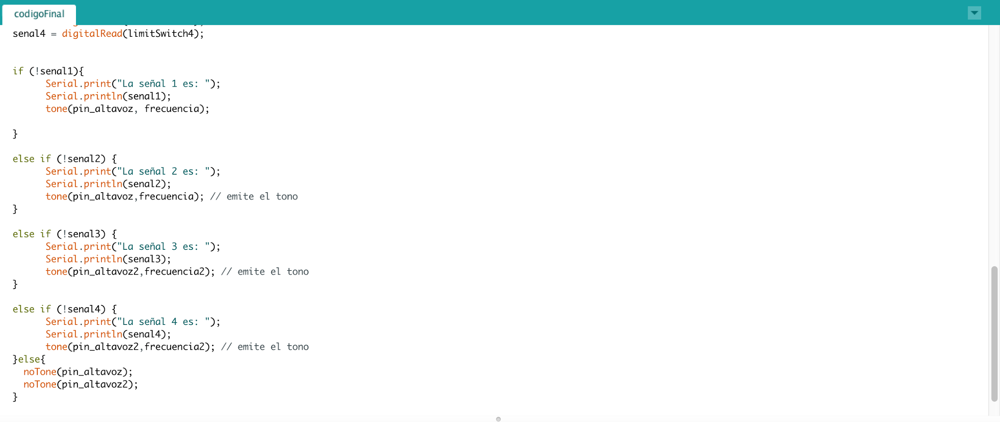 codigoFinal
senal4 = digitalRead(limitSwitch4);
if (!senal1){
Serial.print("La señal 1 es: ");
Serial.println(senal1);
tone(pin_altavoz, frecuencia);
}
else if (!senal2) {
Serial.print("La señal 2 es: ");
Serial.println(senal2);
tone(pin_altavoz,frecuencia); // emite el tono
}
else if (!senal3) {
Serial.print("La señal 3 es: ");
Serial.println(senal3);
tone(pin_altavoz2,frecuencia2); // emite el tono
}
else if (!senal4) {
Serial.print("La señal 4 es: ");
Serial.println(senal4);
tone(pin_altavoz2,frecuencia2); // emite el tono
}else{
noTone(pin_altavoz);
noTone(pin_altavoz2);
}